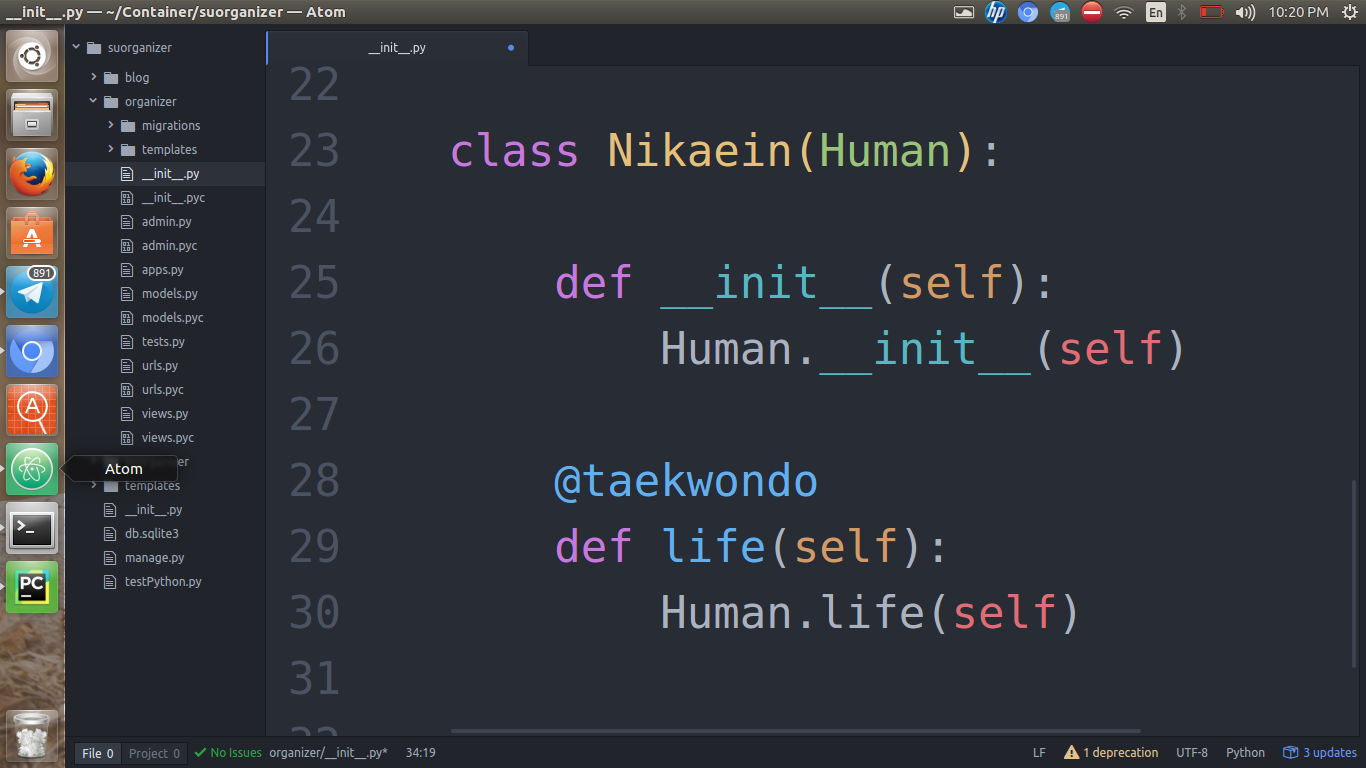 __init__.py — ~/Container/suorganizer — Atom
891
En
10:20 PM
suorganizer
blog
organizer
migrations
templates
__init__.py
__init__.pyc
admin.py
admin.pyc
apps.py
models.py
models.pyc
tests.py
urls.py
urls.pyc
views.py
views.pyc
templates
__init__.py
db.sqlite3
manage.py
testPython.py
891
Atom
PC
__init__.py
22
23 class Nikaein(Human):
24
25 def __init__(self):
26 Human.__init__(self)
27
28 @taekwondo
29 def life(self):
30 Human.life(self)
31
File 0 Project 0 No Issues organizer/__init__.py* 34:19 LF 1 deprecation UTF-8 Python 3 updates